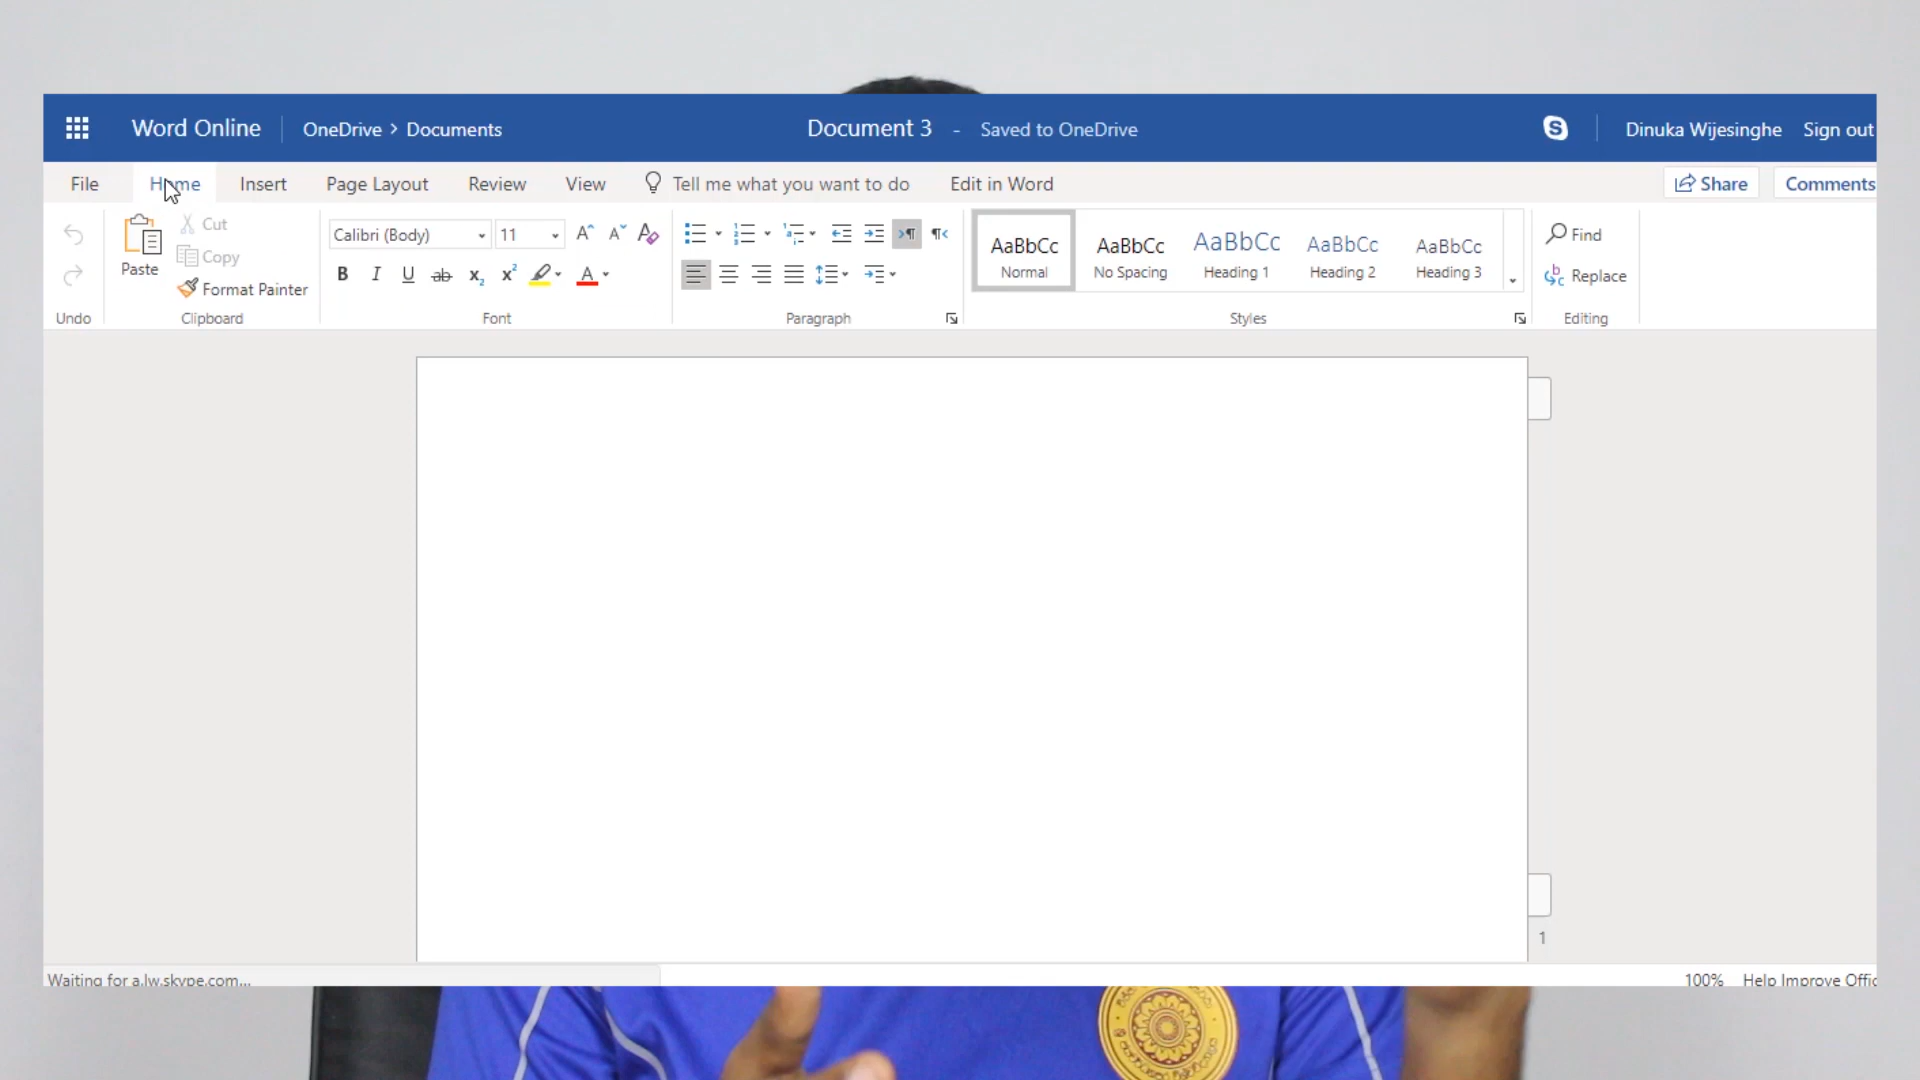 Word Online OneDrive > Documents Document 3 - Saved to OneDrive Dinuka Wijesinghe Sign out
File Home Insert Page Layout Review View Tell me what you want to do Edit in Word Share Comments
Paste
Cut
Copy
Format Painter
Undo
Clipboard
Calibri (Body) 11
Font
Paragraph
AaBbCc AaBbCc AaBbCc AaBbCc AaBbCc
Normal No Spacing Heading 1 Heading 2 Heading 3
Styles
Find
Replace
Editing
1
Waiting for a.lw.skype.com... 100% Help Improve Offic